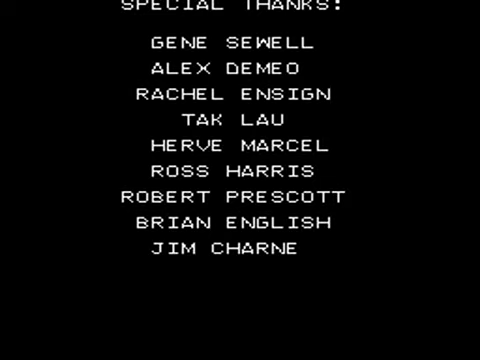 SPECIAL THANKS:
GENE SEWELL
ALEX DEMEO
RACHEL ENSIGN
TAK LAU
HERVE MARCEL
ROSS HARRIS
ROBERT PRESCOTT
BRIAN ENGLISH
JIM CHARNE